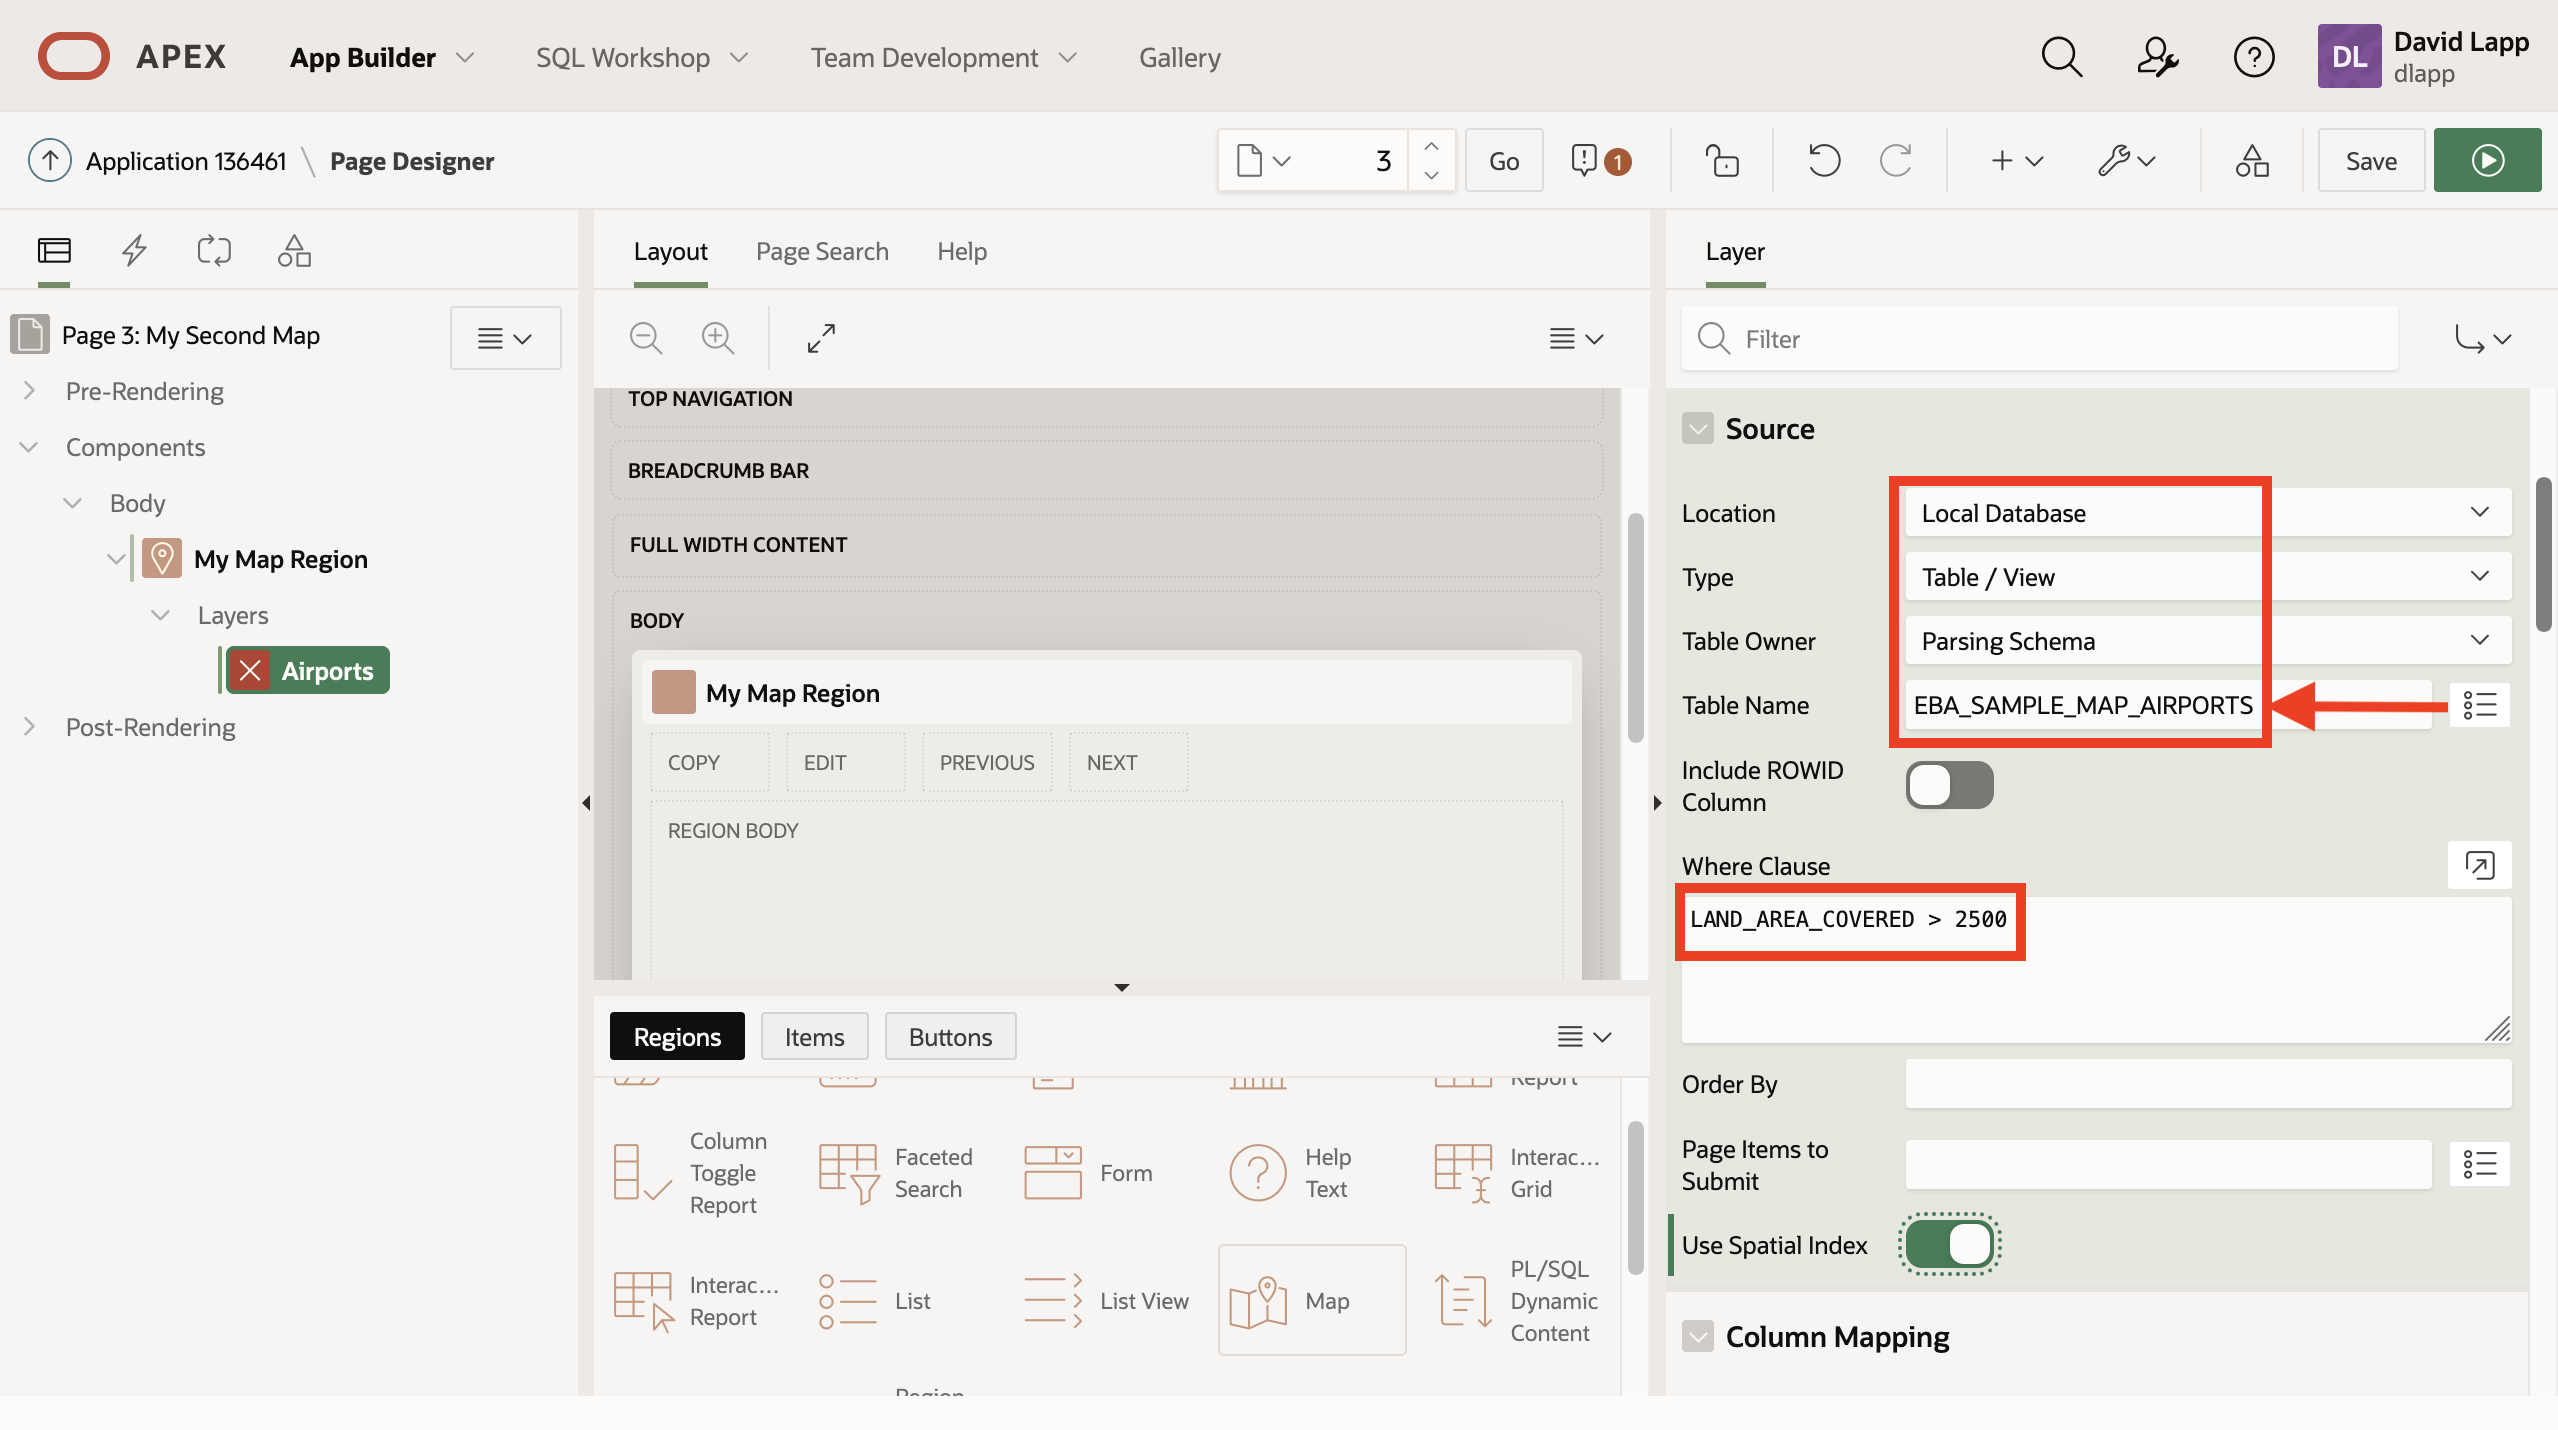 APEX
App Builder
SQL Workshop
Team Development
Gallery
DL
David Lapp
dlapp
Application 136461 \ Page Designer
3
Go
1
Save
Page 3: My Second Map
Pre-Rendering
Components
Body
My Map Region
Layers
Airports
Post-Rendering
Layout
Page Search
Help
TOP NAVIGATION
BREADCRUMB BAR
FULL WIDTH CONTENT
BODY
My Map Region
COPY
EDIT
PREVIOUS
NEXT
REGION BODY
Regions
Items
Buttons
Report
Column
Toggle
Report
Faceted
Search
Form
Help
Text
Interac...
Grid
Interac...
Report
List
List View
Map
PL/SQL
Dynamic
Content
Region
Layer
Filter
Source
Location
Local Database
Type
Table / View
Table Owner
Parsing Schema
Table Name
EBA_SAMPLE_MAP_AIRPORTS
Include ROWID
Column
Where Clause
LAND_AREA_COVERED > 2500
Order By
Page Items to
Submit
Use Spatial Index
Column Mapping